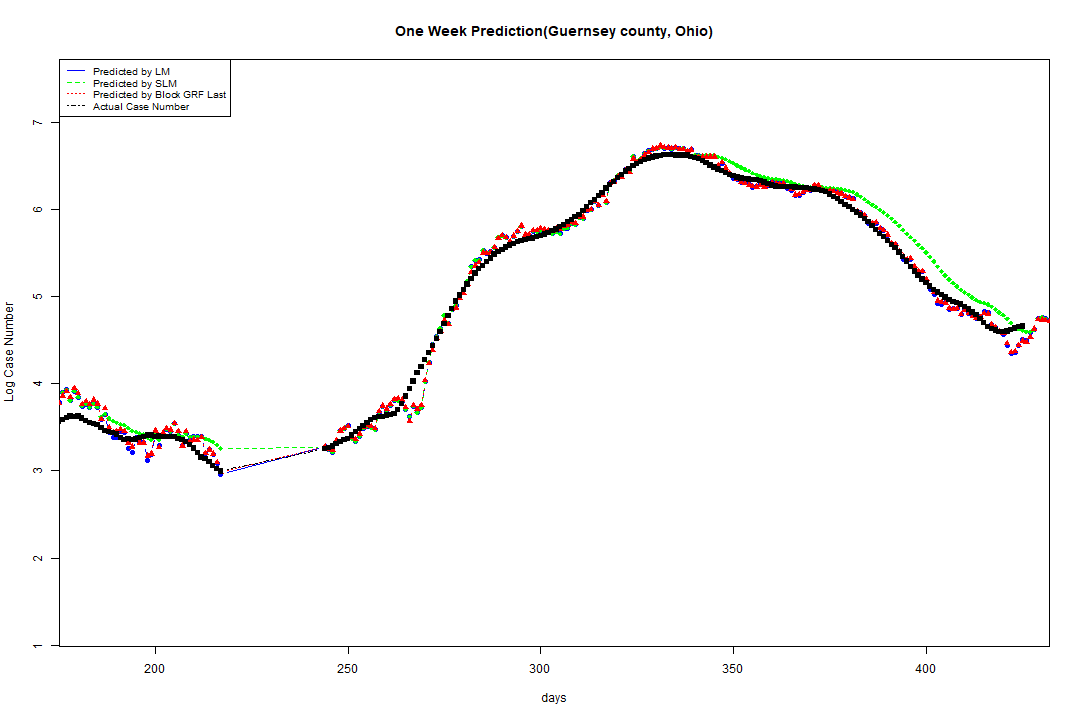 One Week Prediction(Guernsey county, Ohio)
Predicted by LM
Predicted by SLM
Predicted by Block GRF Last
Actual Case Number
Log Case Number
7
6
5
4
3
2
1
200 250 300 350 400
days